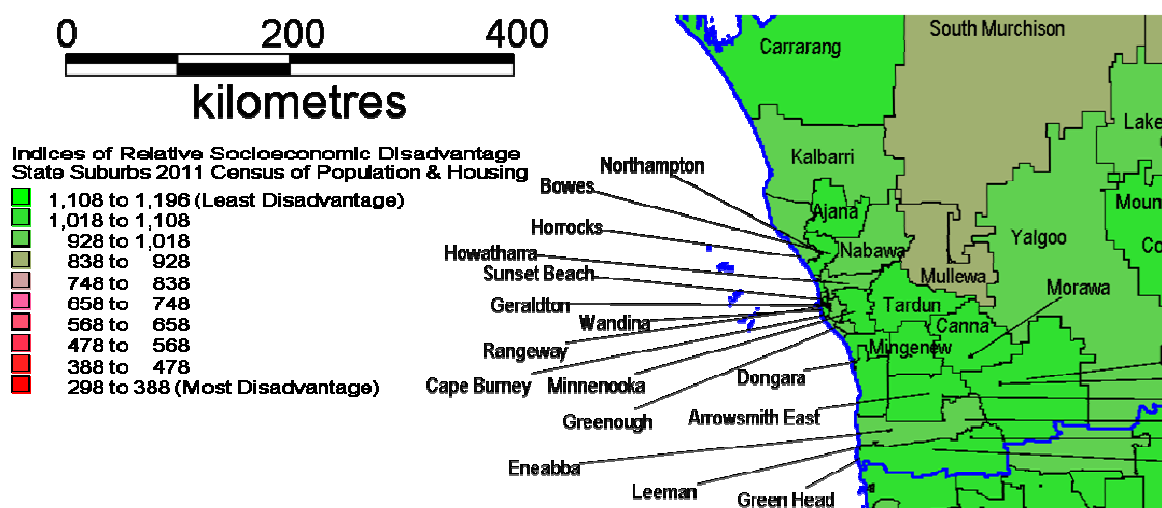 0 200 400
kilometres
Indices of Relative Socioeconomic Disadvantage
State Suburbs 2011 Census of Population & Housing
1,108 to 1,196 (Least Disadvantage)
1,018 to 1,108
928 to 1,018
838 to 928
748 to 838
658 to 748
568 to 658
478 to 568
388 to 478
298 to 388 (Most Disadvantage)
South Murchison
Carrarang
Lake
Kalbarri
Northampton
Bowes
Ajana
Moun
Horrocks
Yalgoo
Co
Howatharra
Nabawa
Sunset Beach
Mullewa
Morawa
Geraldton
Tardun
Wandina
Canna
Rangeway
Mingenew
Cape Burney
Minnenooka
Dongara
Greenough
Arrowsmith East
Eneabba
Leeman
Green Head